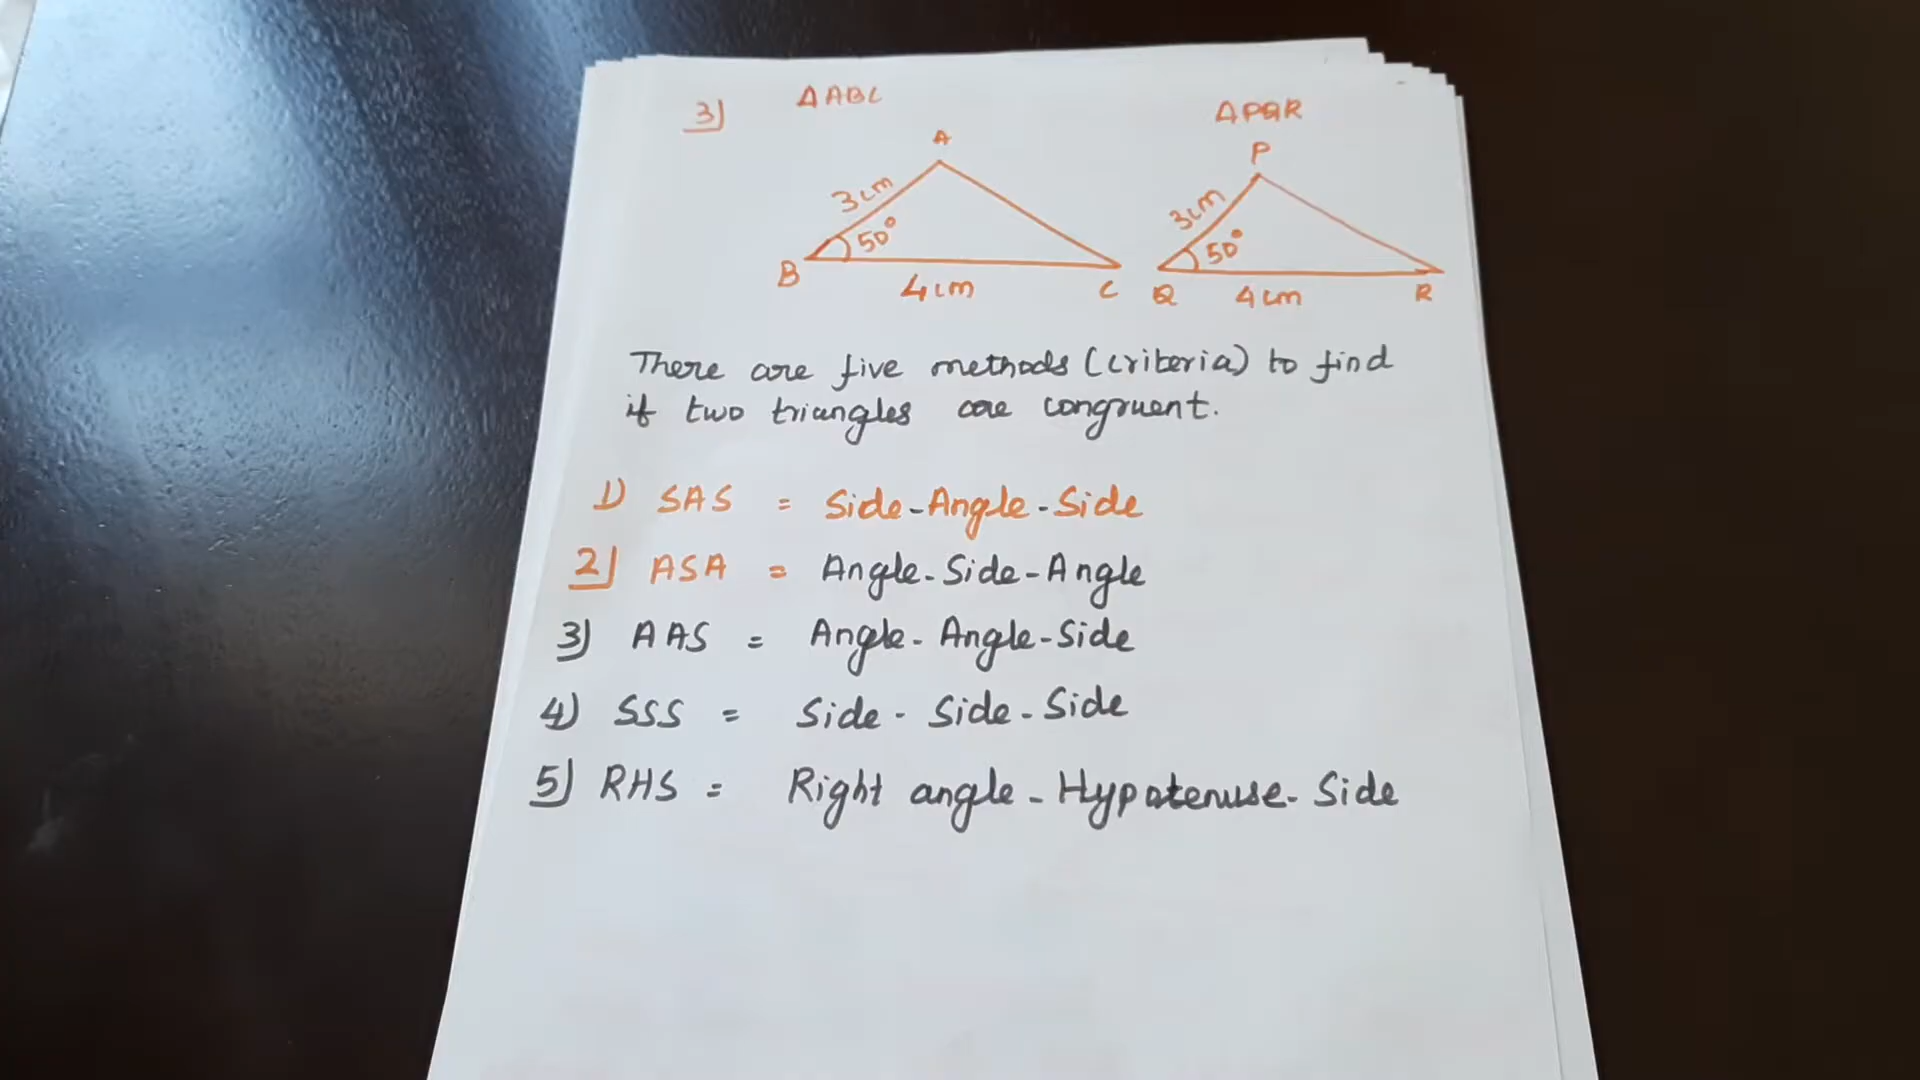 3) ΔABC ΔPQR
A P
3cm 50° 3cm 50°
B 4cm C Q 4cm R
There are five methods (criteria) to find
if two triangles are congruent.
1) SAS = Side-Angle-Side
2) ASA = Angle-Side-Angle
3) AAS = Angle-Angle-Side
4) SSS = Side-Side-Side
5) RHS = Right angle-Hypotenuse-Side